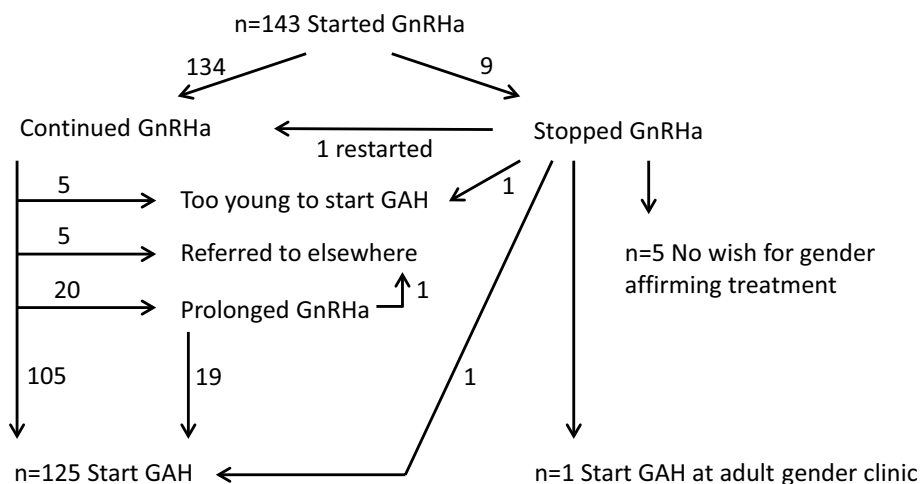 n=143 Started GnRHa
134
9
Continued GnRHa
Stopped GnRHa
1 restarted
5
Too young to start GAH
1
5
Referred to elsewhere
n=5 No wish for gender
affirming treatment
20
Prolonged GnRHa
1
105
19
1
n=125 Start GAH
n=1 Start GAH at adult gender clinic